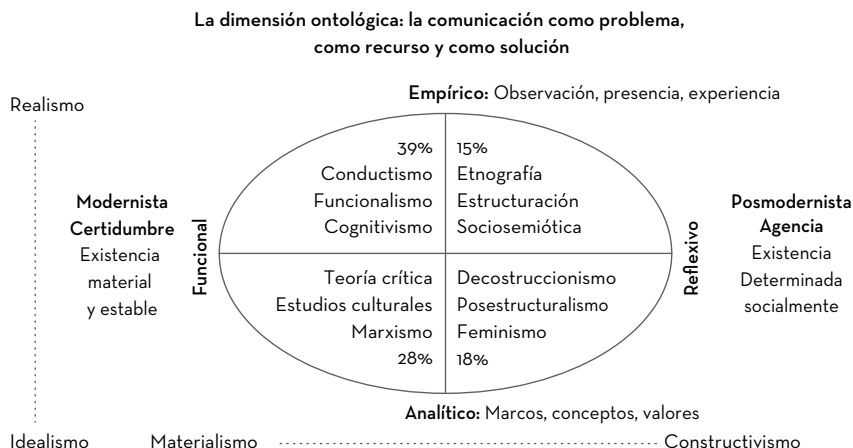 La dimensión ontológica: la comunicación como problema,
como recurso y como solución
Empírico: Observación, presencia, experiencia
Realismo
39%
Conductismo
Funcionalismo
Cognitivismo
15%
Etnografía
Estructuración
Sociosemiótica
Modernista
Certidumbre
Existencia
material
y estable
Funcional
Reflexivo
Posmodernista
Agencia
Existencia
Determinada
socialmente
Teoría crítica
Estudios culturales
Marxismo
28%
Decostruccionismo
Posestructuralismo
Feminismo
18%
Analítico: Marcos, conceptos, valores
Idealismo
Materialismo
Constructivismo